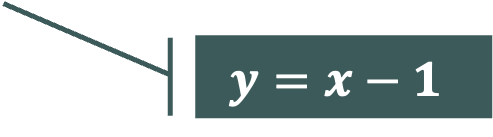 y = x − 1